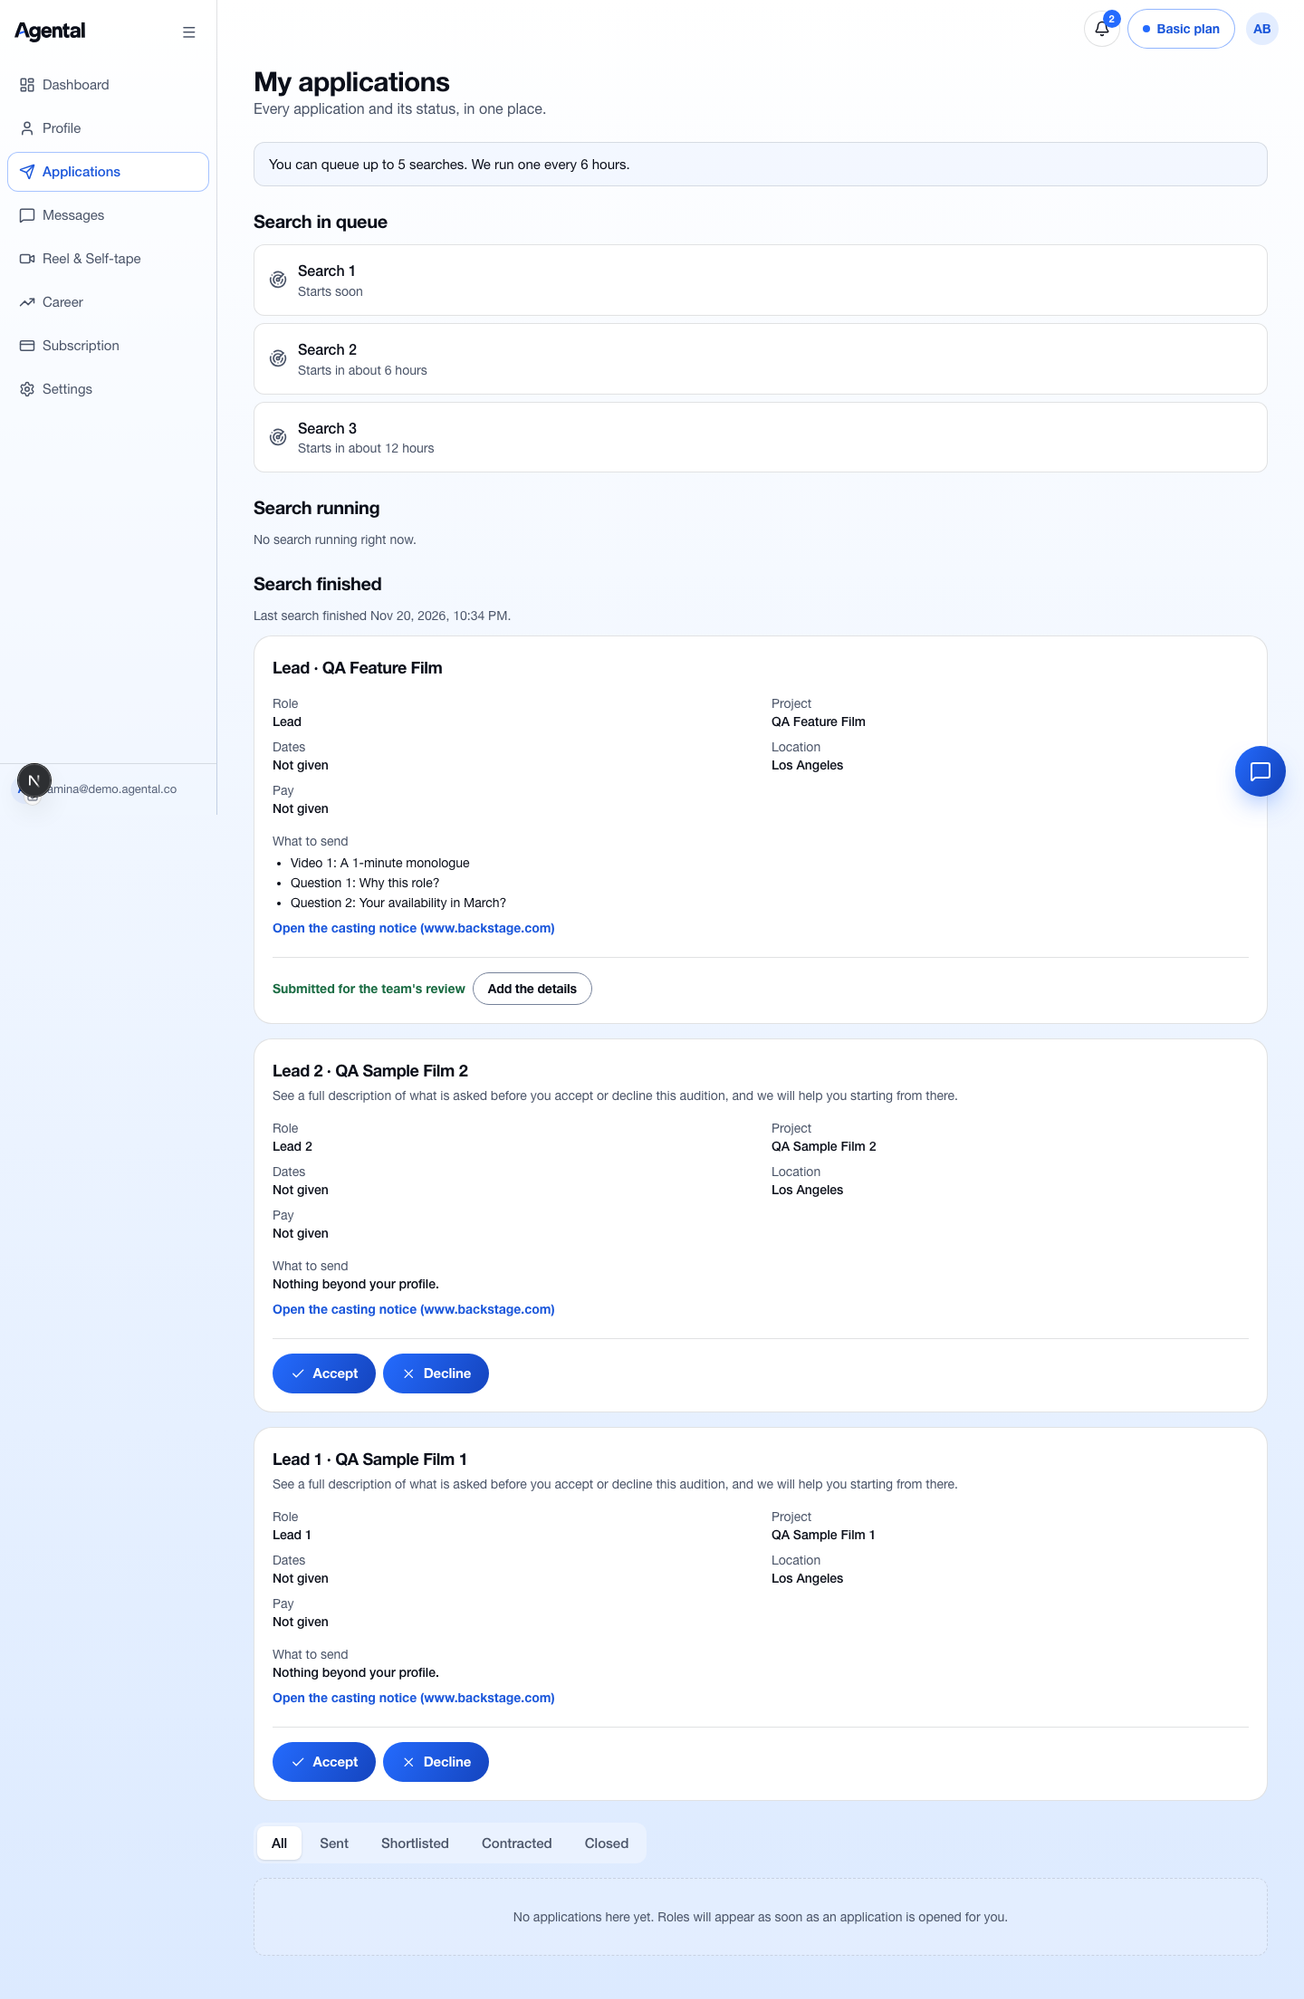 Agental
2
Basic plan
AB
Dashboard
Profile
Applications
Messages
Reel & Self-tape
Career
Subscription
Settings
N
amina@demo.agental.co
My applications
Every application and its status, in one place.
You can queue up to 5 searches. We run one every 6 hours.
Search in queue
Search 1
Starts soon
Search 2
Starts in about 6 hours
Search 3
Starts in about 12 hours
Search running
No search running right now.
Search finished
Last search finished Nov 20, 2026, 10:34 PM.
Lead · QA Feature Film
Role
Lead
Project
QA Feature Film
Dates
Not given
Location
Los Angeles
Pay
Not given
What to send
• Video 1: A 1-minute monologue
• Question 1: Why this role?
• Question 2: Your availability in March?
Open the casting notice (www.backstage.com)
Submitted for the team's review
Add the details
Lead 2 · QA Sample Film 2
See a full description of what is asked before you accept or decline this audition, and we will help you starting from there.
Role
Lead 2
Project
QA Sample Film 2
Dates
Not given
Location
Los Angeles
Pay
Not given
What to send
Nothing beyond your profile.
Open the casting notice (www.backstage.com)
Accept
Decline
Lead 1 · QA Sample Film 1
See a full description of what is asked before you accept or decline this audition, and we will help you starting from there.
Role
Lead 1
Project
QA Sample Film 1
Dates
Not given
Location
Los Angeles
Pay
Not given
What to send
Nothing beyond your profile.
Open the casting notice (www.backstage.com)
Accept
Decline
All
Sent
Shortlisted
Contracted
Closed
No applications here yet. Roles will appear as soon as an application is opened for you.